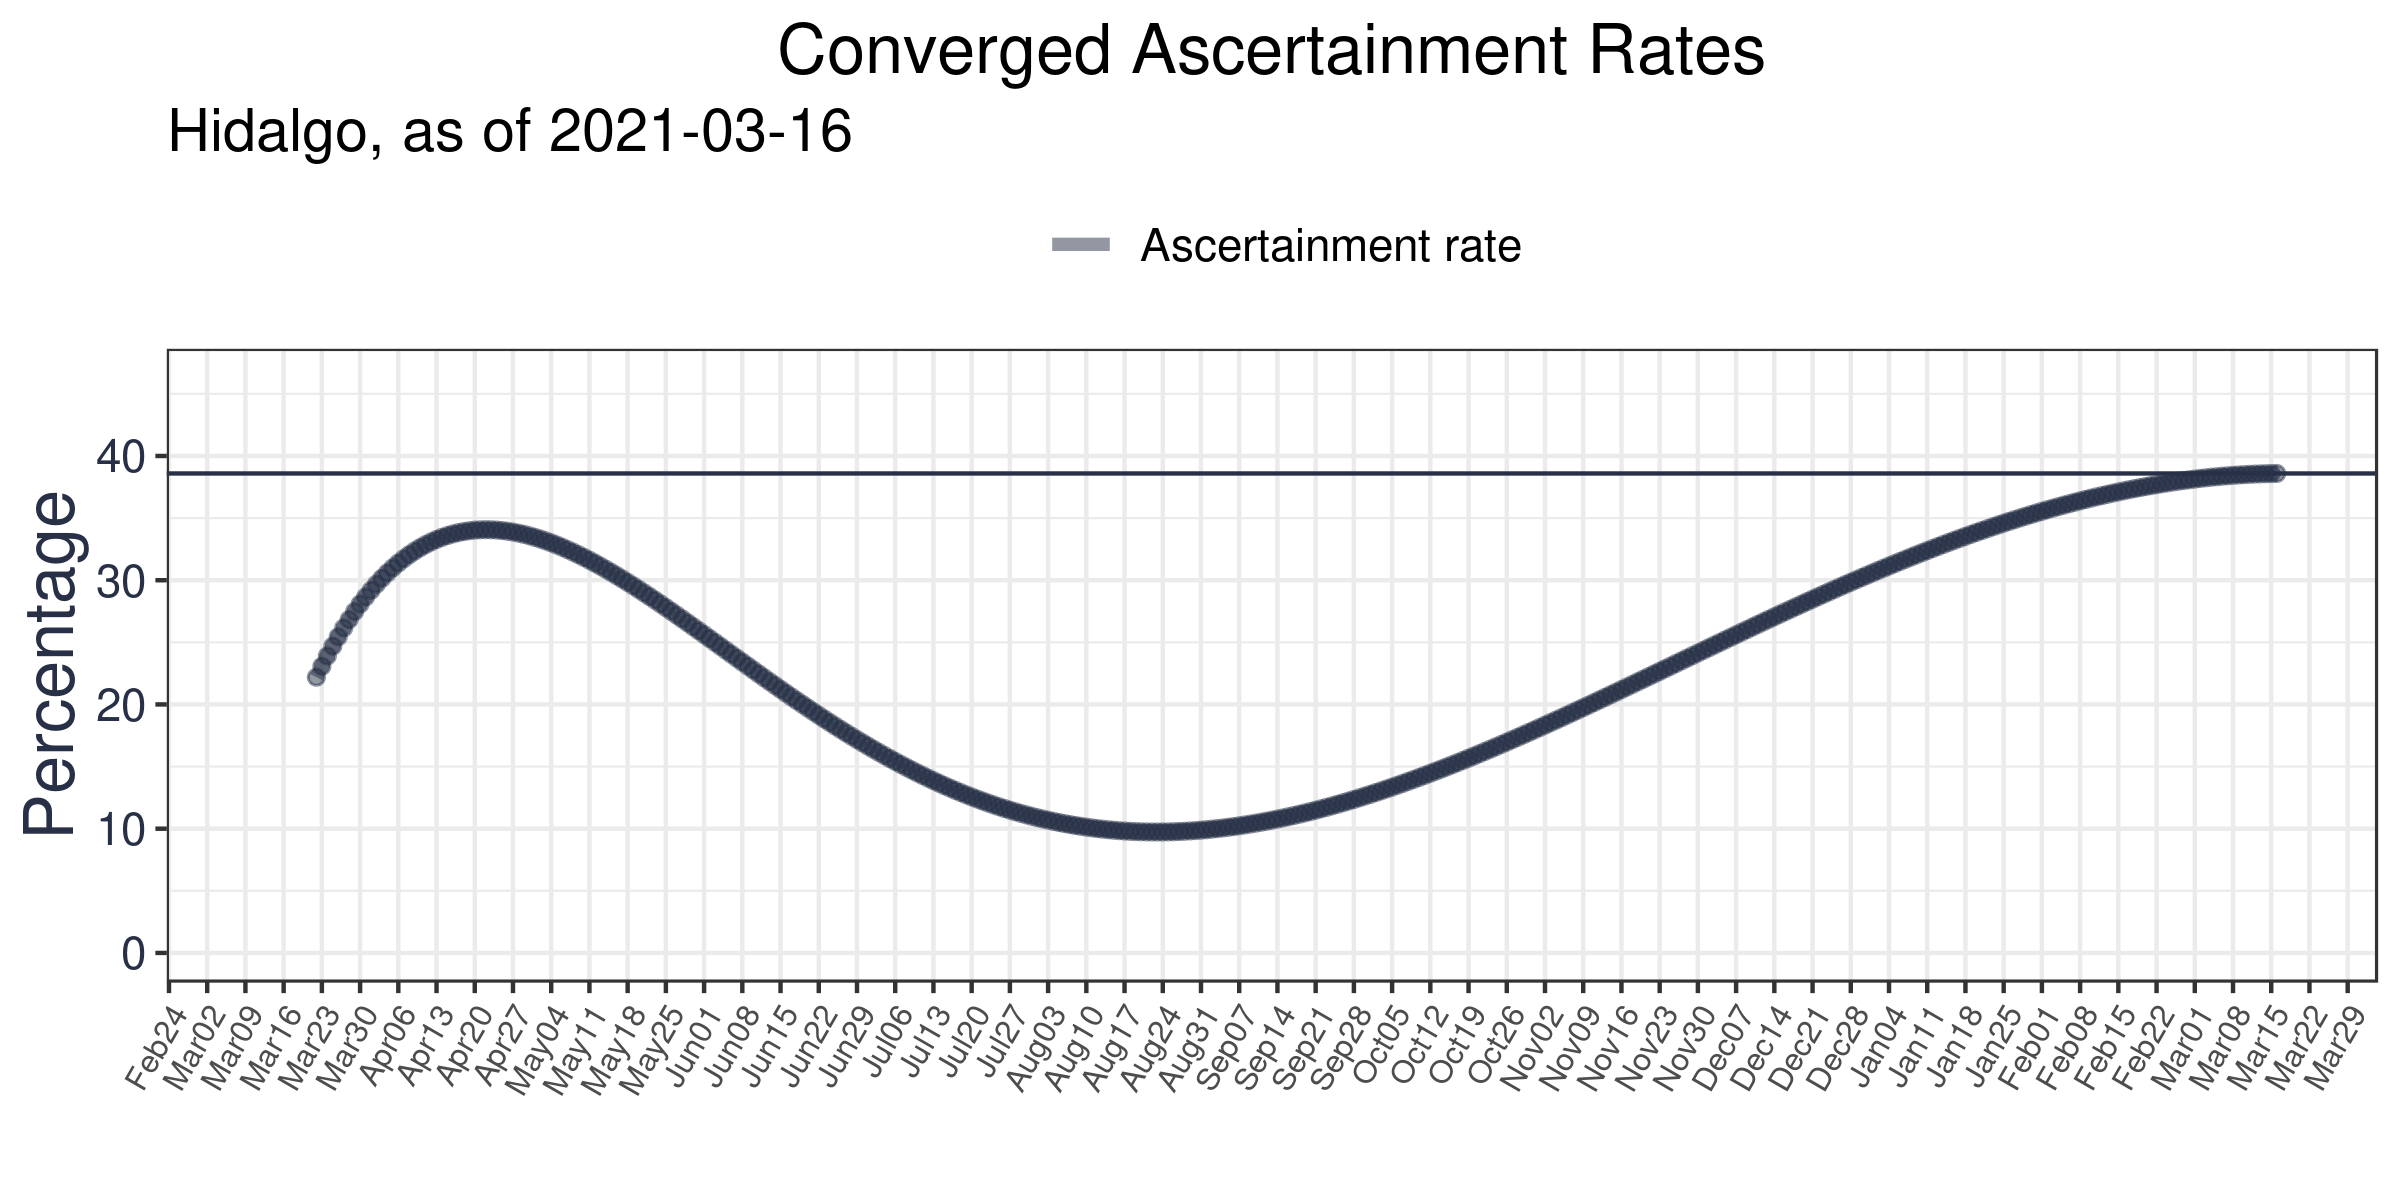 Converged Ascertainment Rates
Hidalgo, as of 2021-03-16
Ascertainment rate
Percentage
40
30
20
10
0
Feb24
Mar02
Mar09
Mar16
Mar23
Mar30
Apr06
Apr13
Apr20
Apr27
May04
May11
May18
May25
Jun01
Jun08
Jun15
Jun22
Jun29
Jul06
Jul13
Jul20
Jul27
Aug03
Aug10
Aug17
Aug24
Aug31
Sep07
Sep14
Sep21
Sep28
Oct05
Oct12
Oct19
Oct26
Nov02
Nov09
Nov16
Nov23
Nov30
Dec07
Dec14
Dec21
Dec28
Jan04
Jan11
Jan18
Jan25
Feb01
Feb08
Feb15
Feb22
Mar01
Mar08
Mar15
Mar22
Mar29